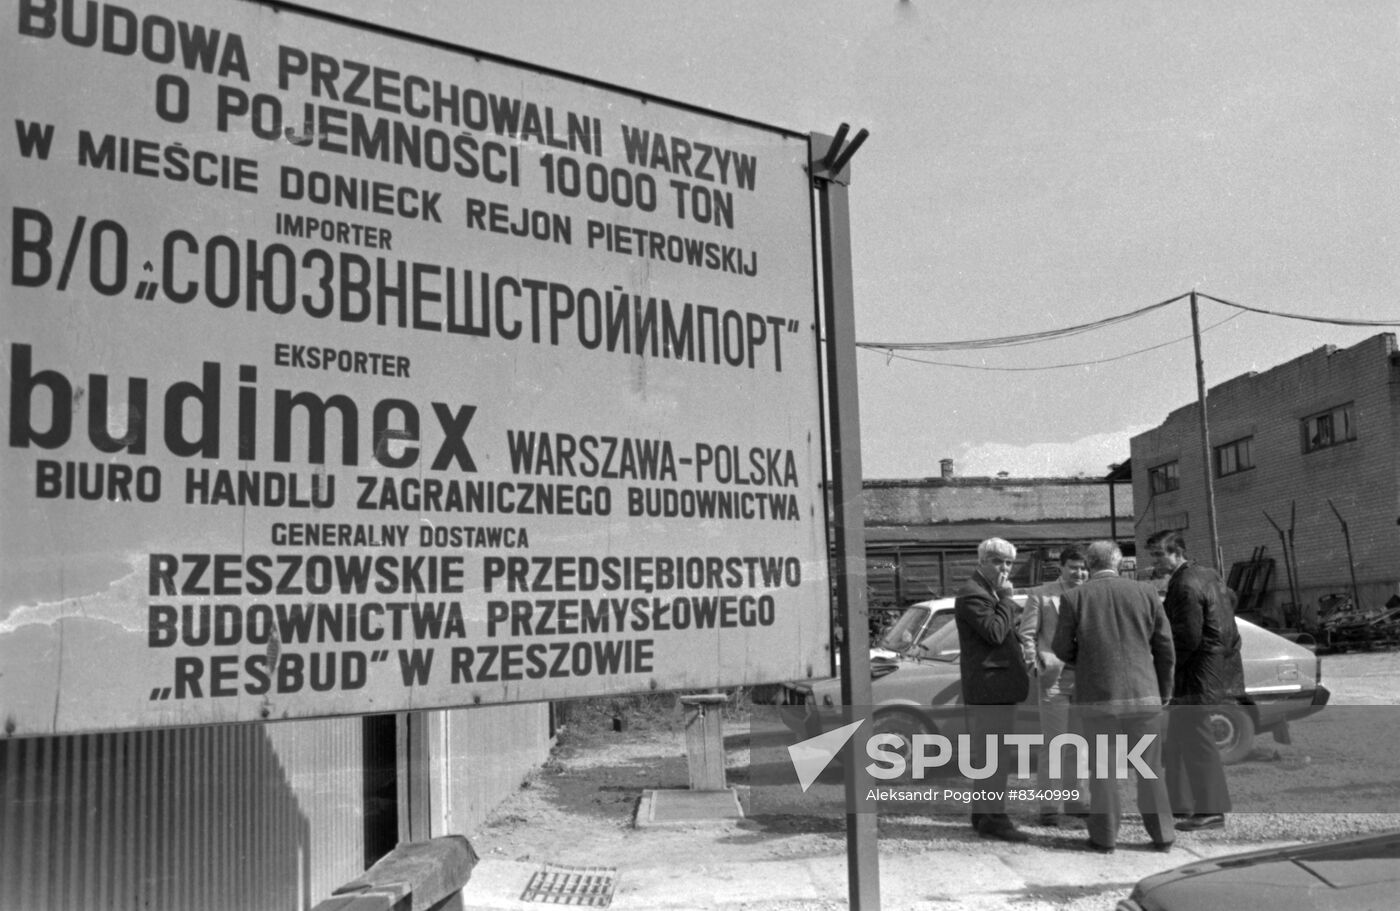 BUDOWA PRZECHOWALNI WARZYW
O POJEMNOŚCI 10000 TON
W MIEŚCIE DONIECK REJON PIETROWSKIJ
IMPORTER
В/О „СОЮЗВНЕШСТРОЙИМПОРТ"
EKSPORTER
budimex WARSZAWA-POLSKA
BIURO HANDLU ZAGRANICZNEGO BUDOWNICTWA
GENERALNY DOSTAWCA
RZESZOWSKIE PRZEDSIĘBIORSTWO
BUDOWNICTWA PRZEMYSŁOWEGO
„RESBUD" W RZESZOWIE
SPUTNIK
Aleksandr Pogotov © 8340999